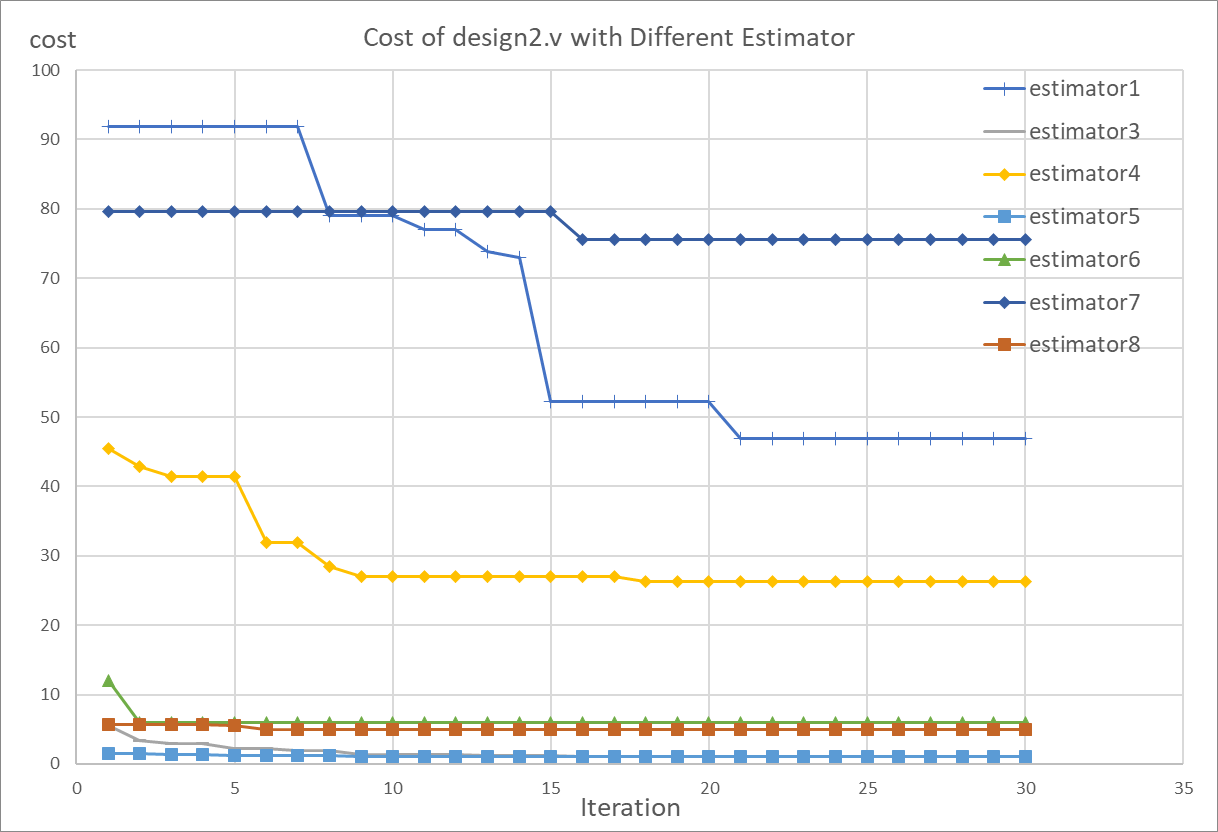 Cost of design2.v with Different Estimator
cost
100
90
80
70
60
50
40
30
20
10
0
estimator1
estimator3
estimator4
estimator5
estimator6
estimator7
estimator8
0 5 10 15 20 25 30 35
Iteration